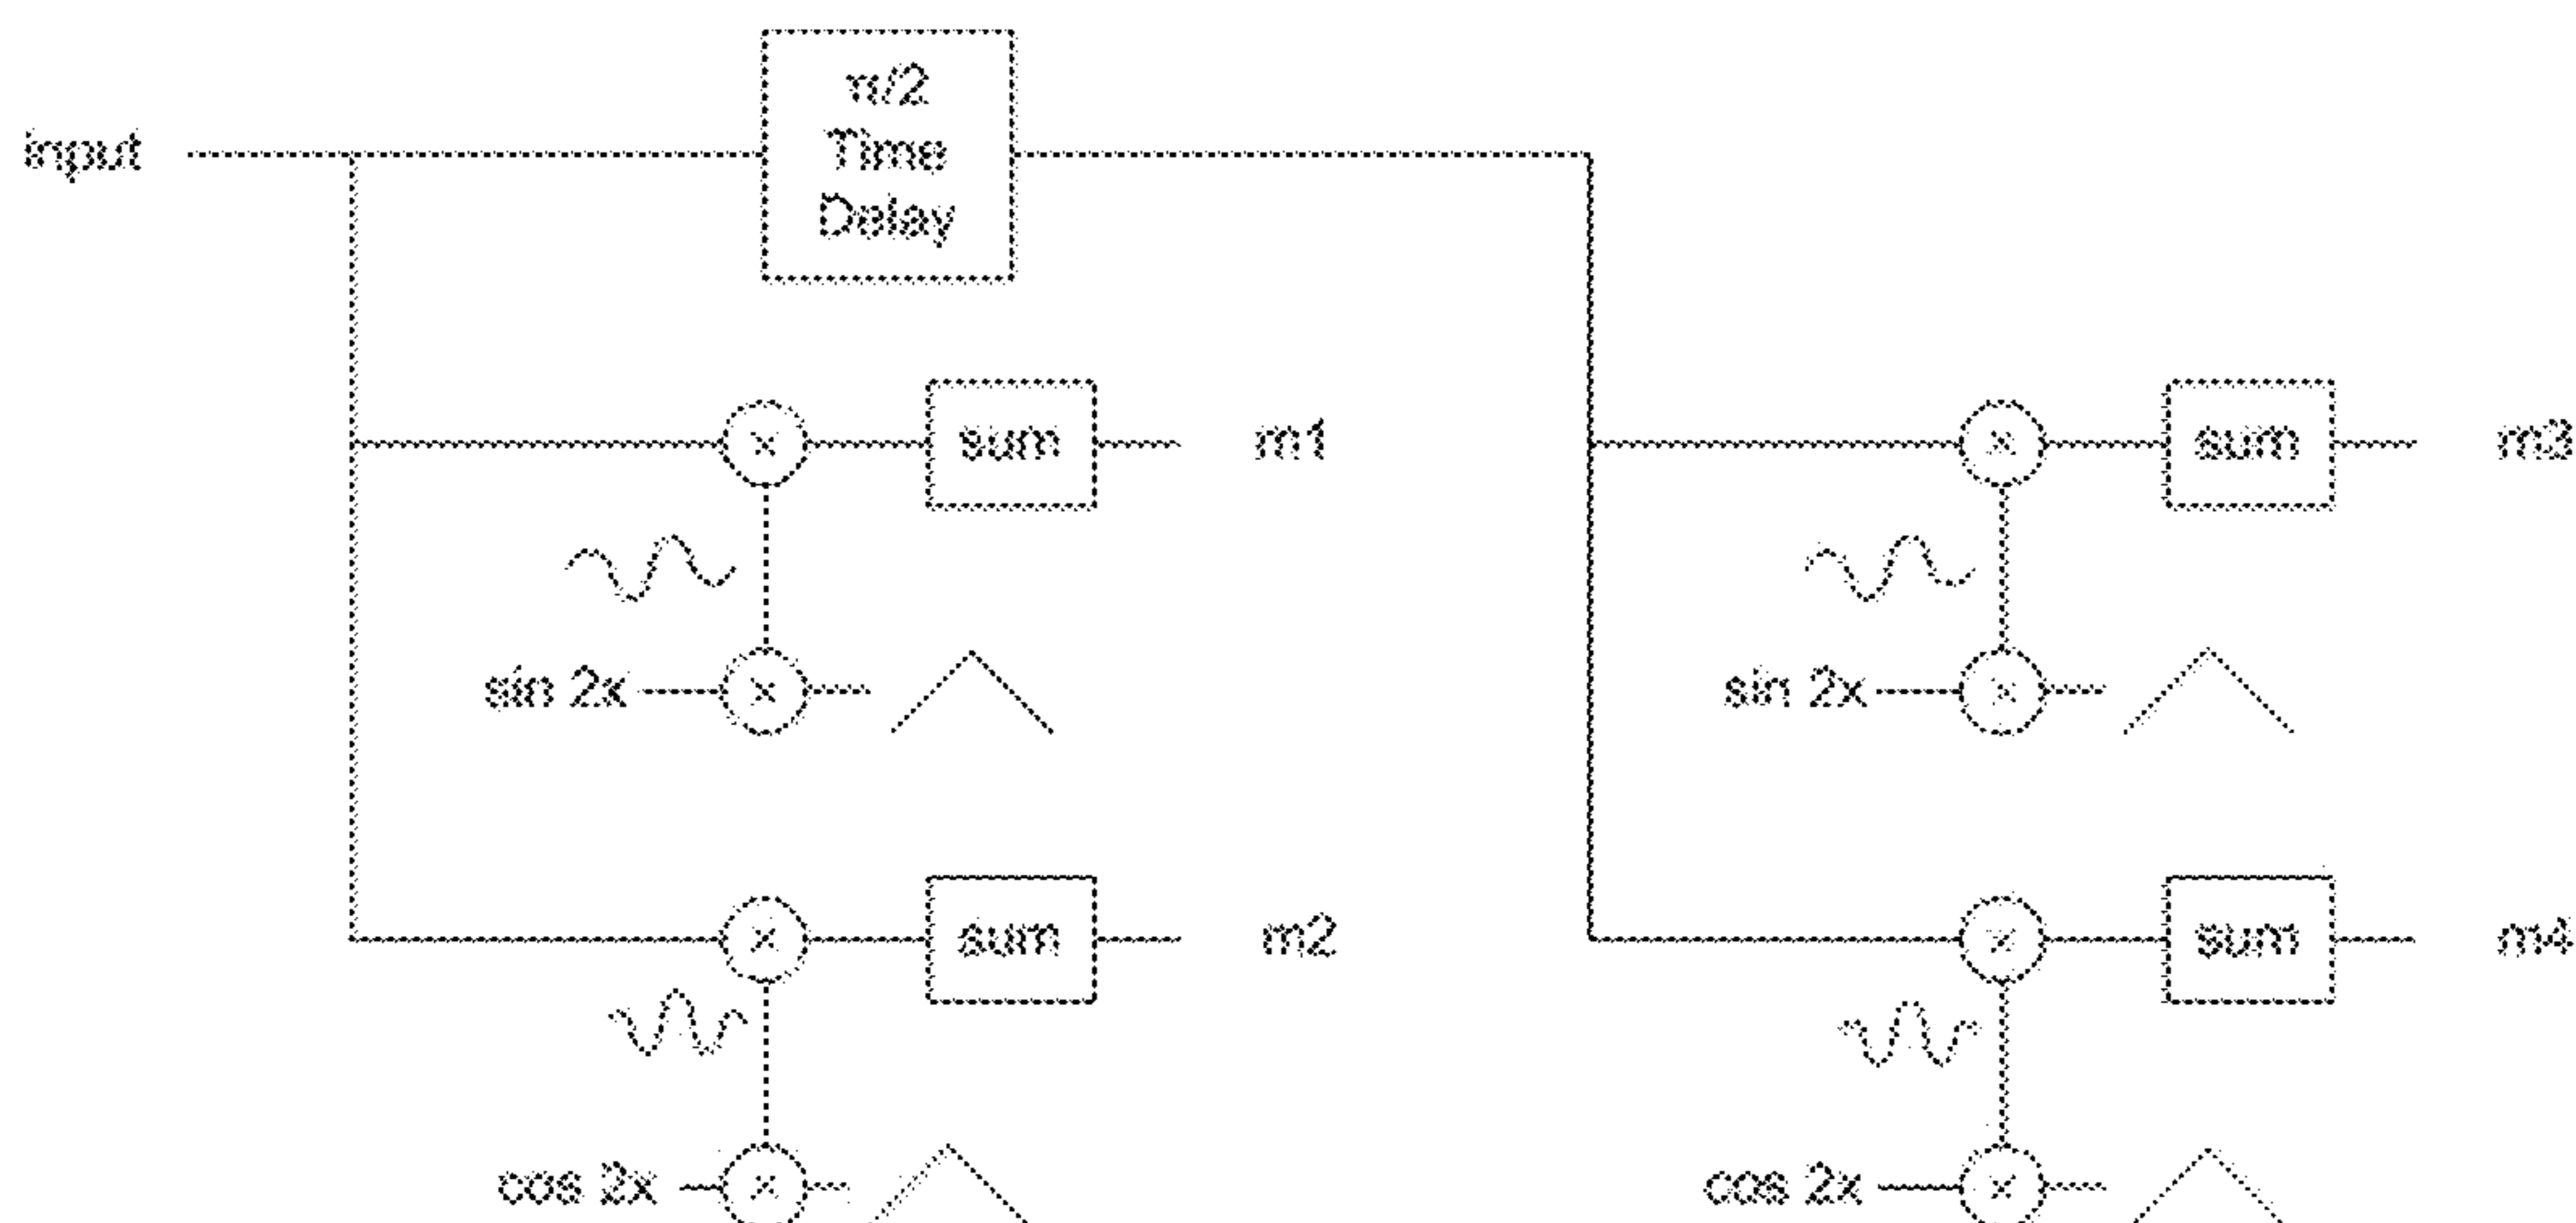 π/2
Time
Delay
input
sum
m1
sum
m3
sin 2x
sin 2x
sum
m2
sum
m4
cos 2x
cos 2x